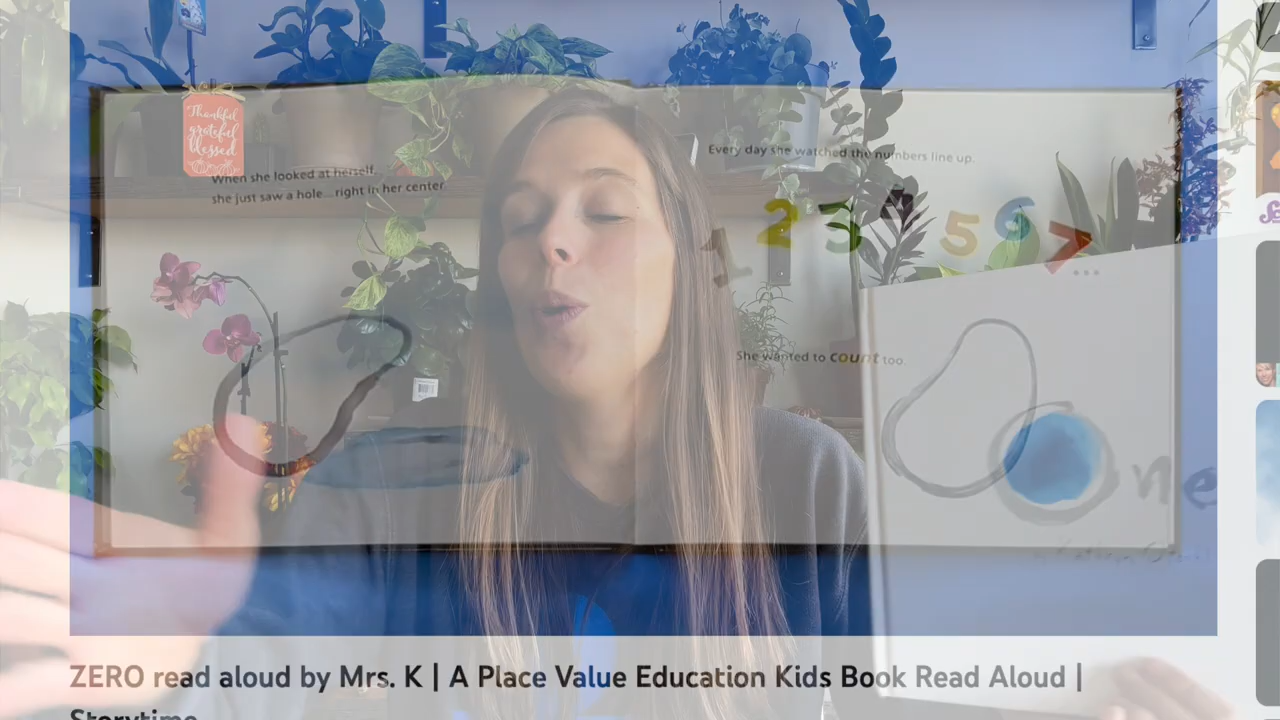 Thankful
grateful
blessed
When she looked at herself,
she just saw a hole... right in her center.
Every day she watched the numbers line up.
1 2 3 4 5 6 7...
She wanted to count too.
One
ZERO read aloud by Mrs. K | A Place Value Education Kids Book Read Aloud |
Storytime